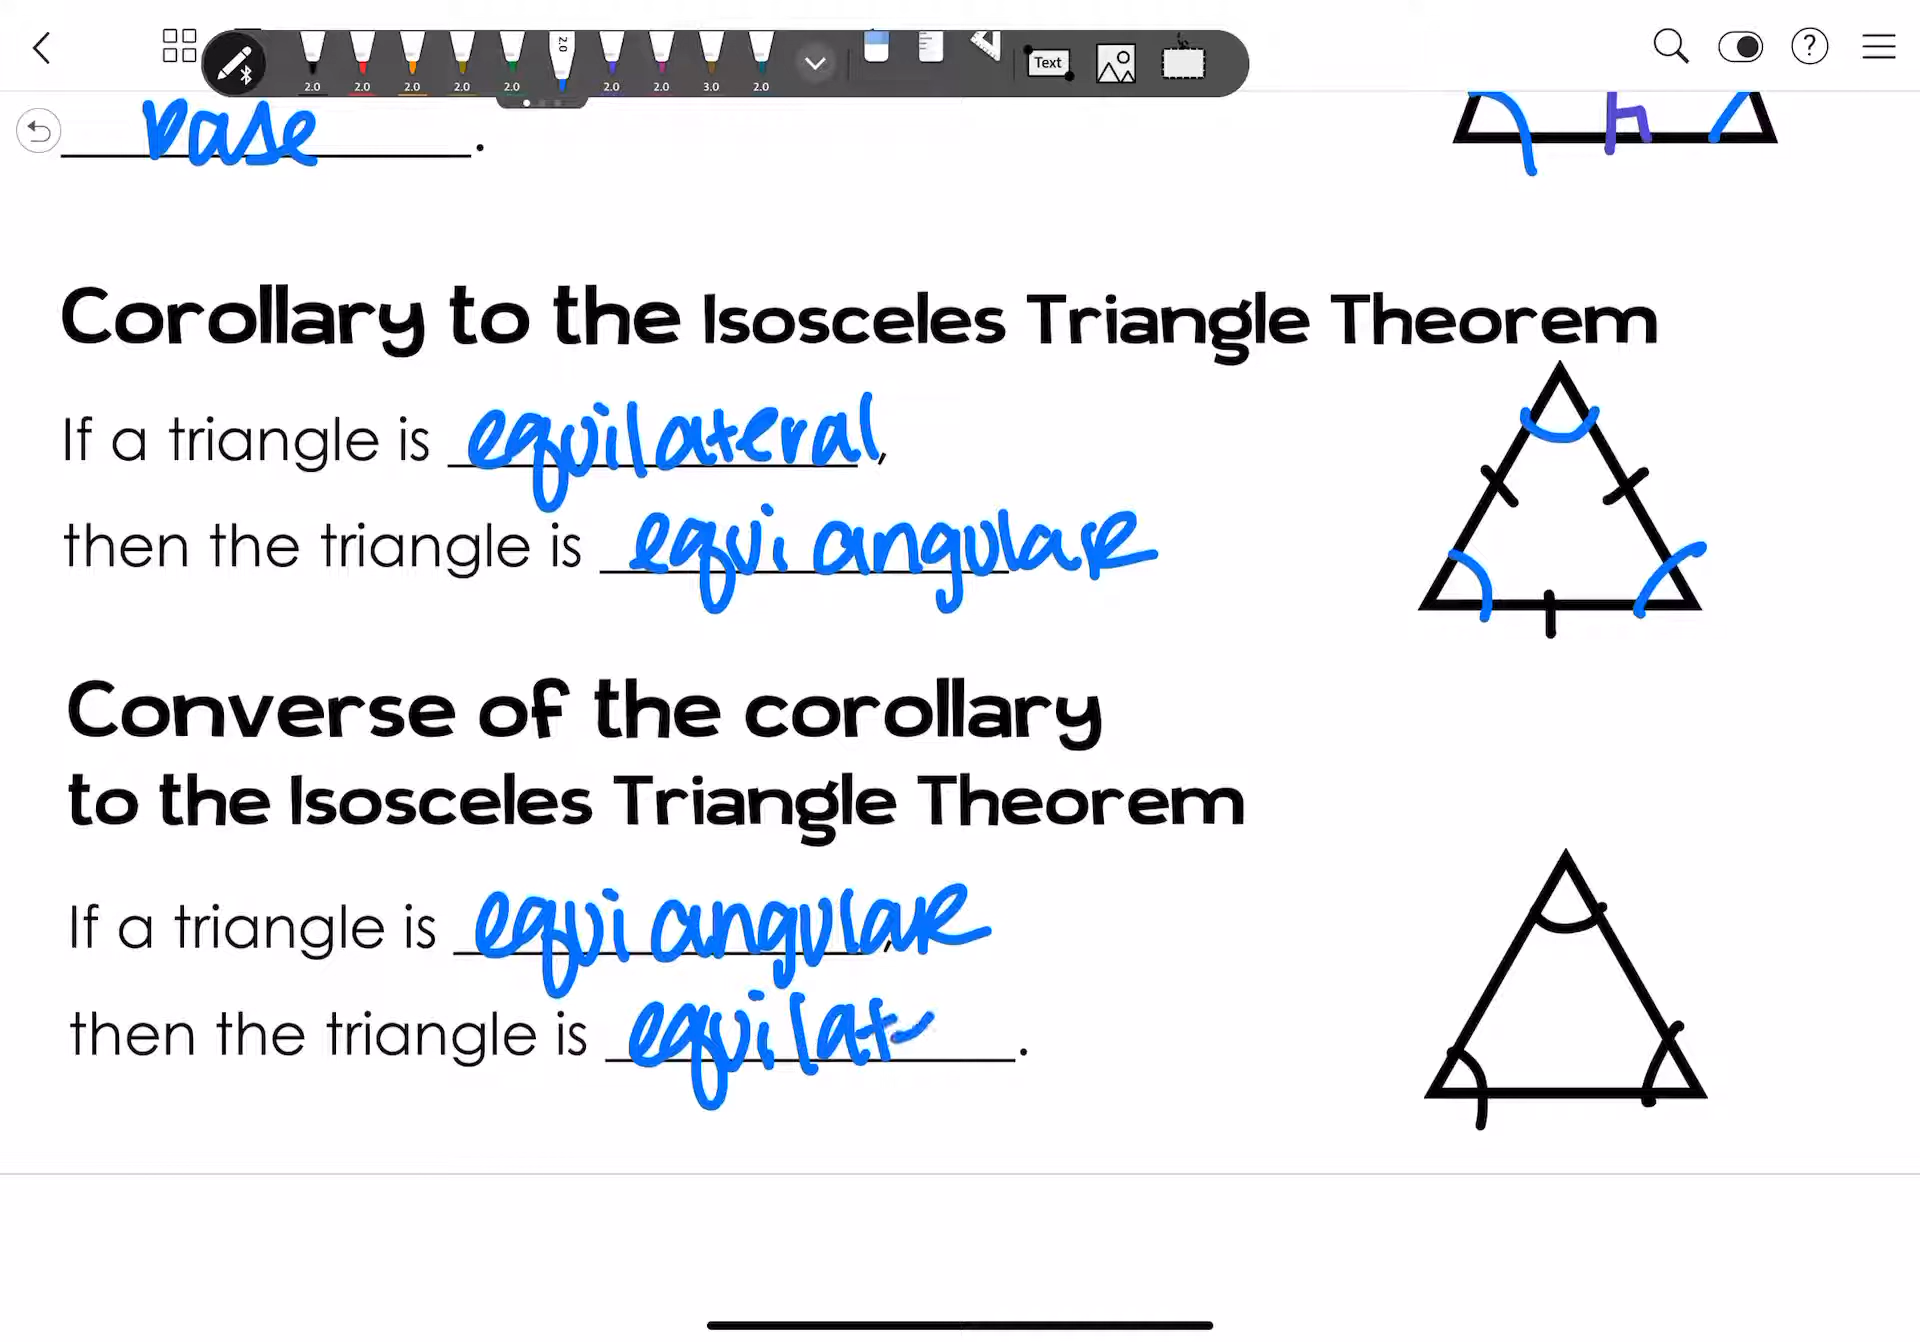 2.0 2.0 2.0 2.0 2.0 2.0 2.0 2.0 3.0 2.0 Text ?
base.
Corollary to the Isosceles Triangle Theorem
If a triangle is equilateral,
then the triangle is equiangular
Converse of the corollary
to the Isosceles Triangle Theorem
If a triangle is equiangular,
then the triangle is equilat.